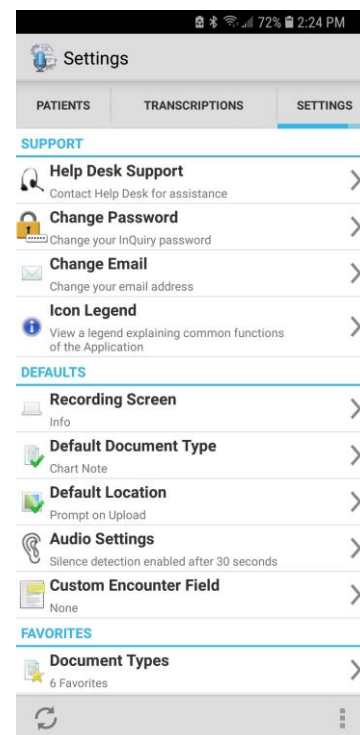 72% 2:24 PM
Settings
PATIENTS TRANSCRIPTIONS SETTINGS
SUPPORT
Help Desk Support
Contact Help Desk for assistance
Change Password
Change your InQuiry password
Change Email
Change your email address
Icon Legend
View a legend explaining common functions
of the Application
DEFAULTS
Recording Screen
Info
Default Document Type
Chart Note
Default Location
Prompt on Upload
Audio Settings
Silence detection enabled after 30 seconds
Custom Encounter Field
None
FAVORITES
Document Types
6 Favorites